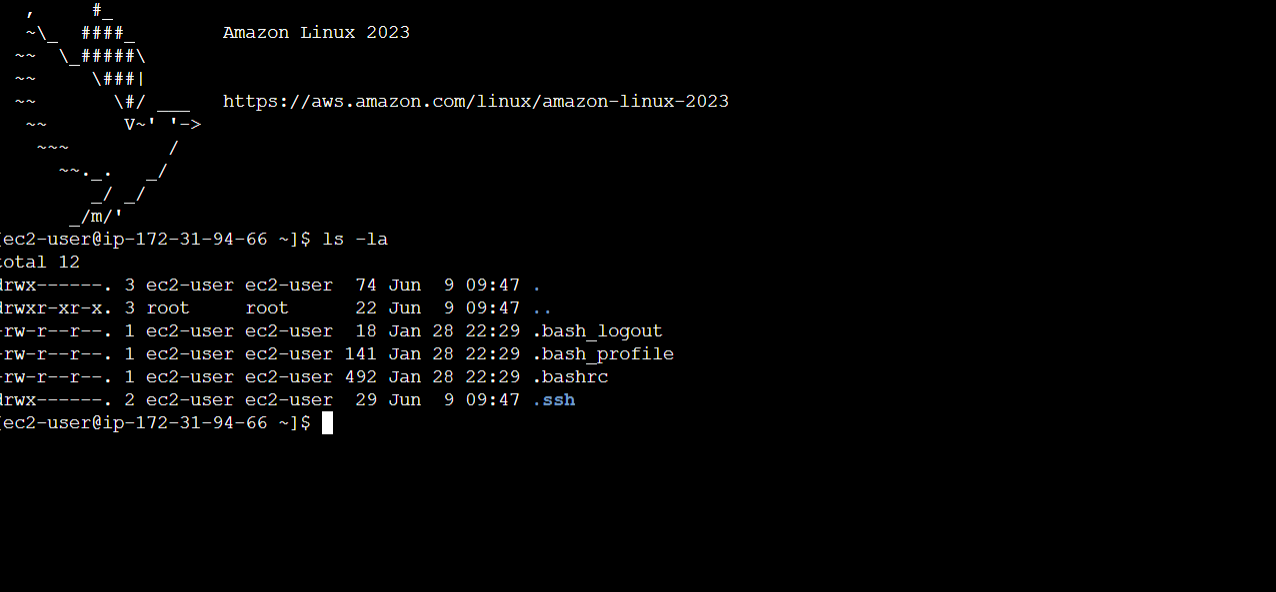 ,     #_
   ~\_  ####_        Amazon Linux 2023
  ~~  \_#####\
  ~~     \###|
  ~~       \#/ ___   https://aws.amazon.com/linux/amazon-linux-2023
   ~~       V~' '->
    ~~~         /
      ~~._.   _/
         _/ _/
       _/m/'
[ec2-user@ip-172-31-94-66 ~]$ ls -la
total 12
drwx------. 3 ec2-user ec2-user  74 Jun  9 09:47 .
drwxr-xr-x. 3 root     root      22 Jun  9 09:47 ..
-rw-r--r--. 1 ec2-user ec2-user  18 Jan 28 22:29 .bash_logout
-rw-r--r--. 1 ec2-user ec2-user 141 Jan 28 22:29 .bash_profile
-rw-r--r--. 1 ec2-user ec2-user 492 Jan 28 22:29 .bashrc
drwx------. 2 ec2-user ec2-user  29 Jun  9 09:47 .ssh
[ec2-user@ip-172-31-94-66 ~]$